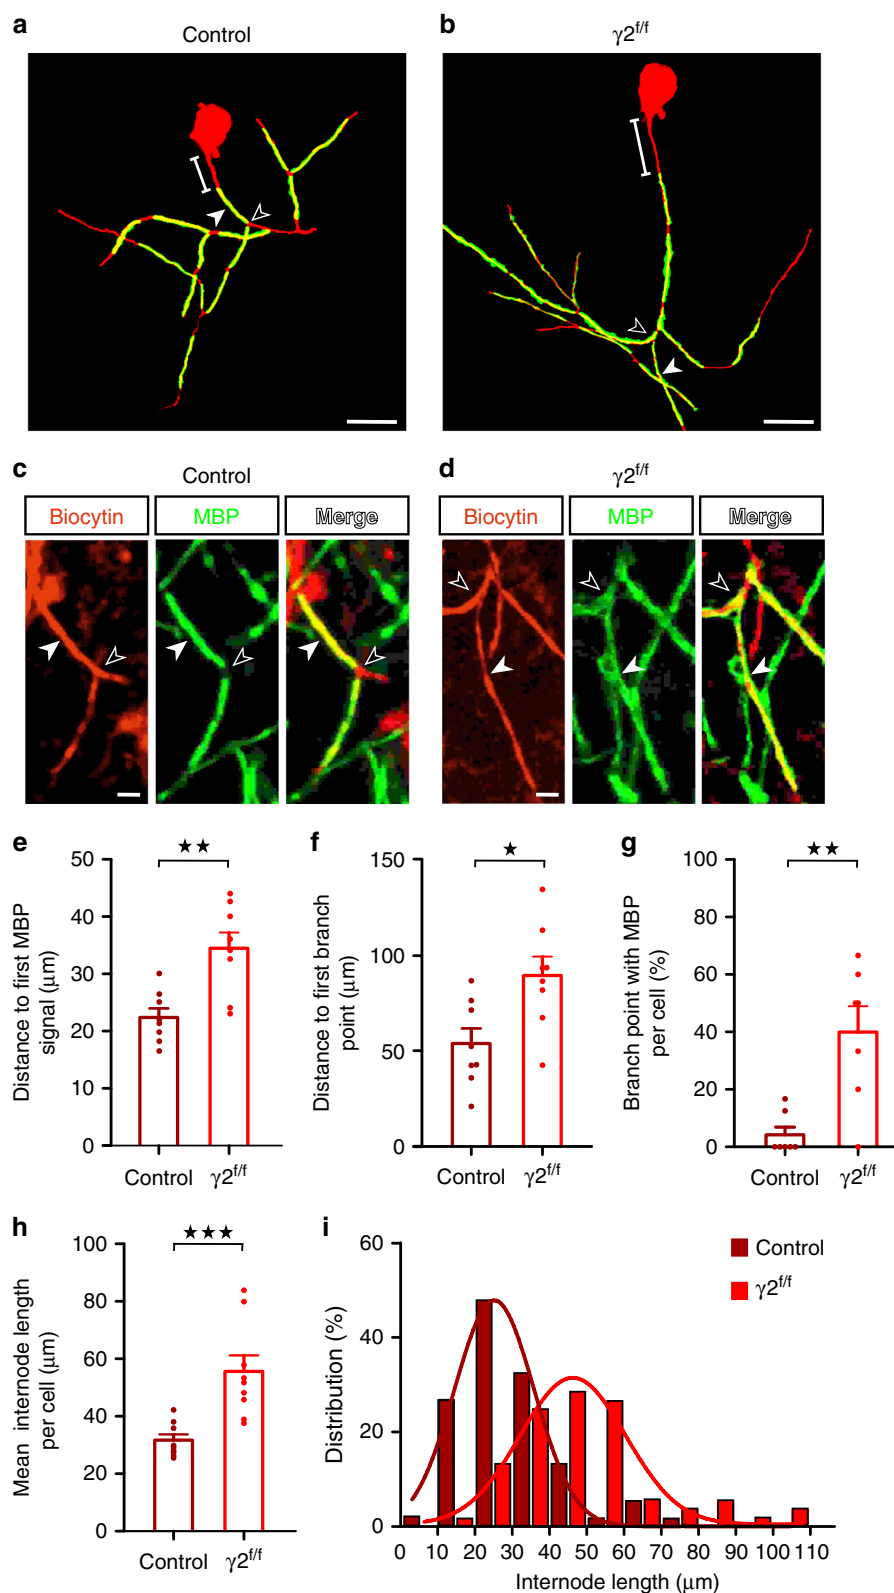 a
Control
b
γ2f/f
c
Control
d
γ2f/f
Biocytin
MBP
Merge
Biocytin
MBP
Merge
e
Distance to first MBP
signal (μm)
50
40
30
20
10
0
★★
Control
γ2f/f
f
Distance to first branch
point (μm)
150
100
50
0
★
Control
γ2f/f
g
Branch point with MBP
per cell (%)
100
80
60
40
20
0
★★
Control
γ2f/f
h
Mean internode length
per cell (μm)
100
80
60
40
20
0
★★★
Control
γ2f/f
i
Distribution (%)
60
40
20
0
Control
γ2f/f
0 10 20 30 40 50 60 70 80 90 100 110
Internode length (μm)